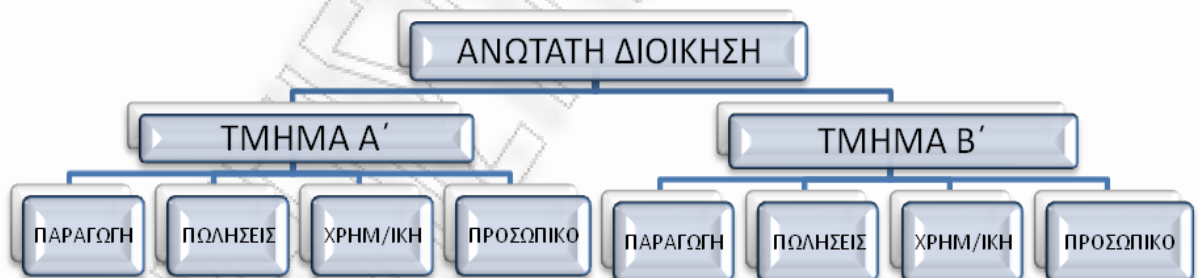 ΑΝΩΤΑΤΗ ΔΙΟΙΚΗΣΗ
ΤΜΗΜΑ Α΄
ΤΜΗΜΑ Β΄
ΠΑΡΑΓΩΓΗ
ΠΩΛΗΣΕΙΣ
ΧΡΗΜ/ΙΚΗ
ΠΡΟΣΩΠΙΚΟ
ΠΑΡΑΓΩΓΗ
ΠΩΛΗΣΕΙΣ
ΧΡΗΜ/ΙΚΗ
ΠΡΟΣΩΠΙΚΟ